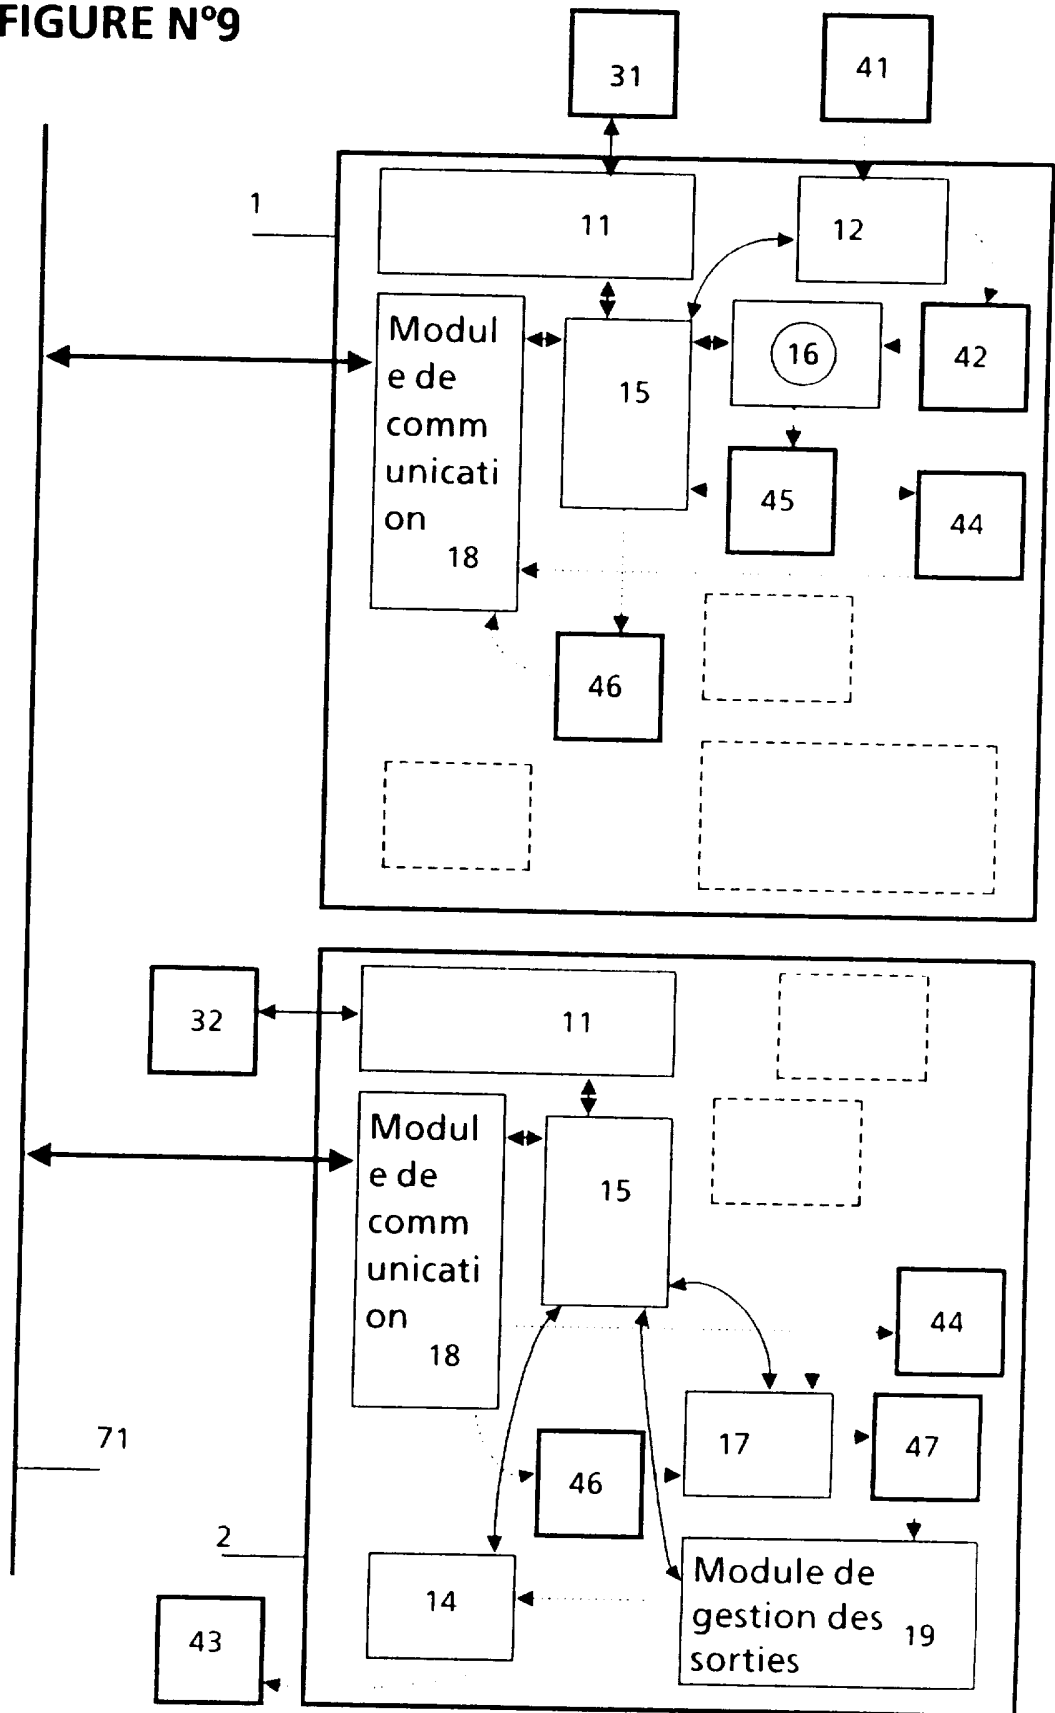 FIGURE N°9
31
41
1
11
12
Modul
e de
comm
unicati
on
18
15
16
42
45
44
46
32
11
Modul
e de
comm
unicati
on
18
15
44
71
17
47
46
2
14
Module de
gestion des
sorties
19
43